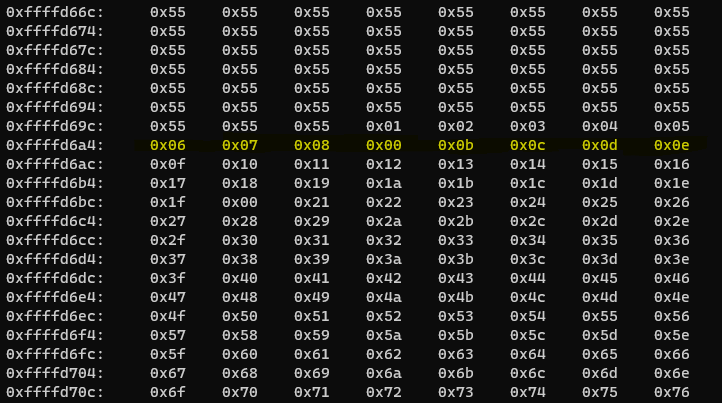 0xffffd66c: 0x55 0x55 0x55 0x55 0x55 0x55 0x55 0x55
0xffffd674: 0x55 0x55 0x55 0x55 0x55 0x55 0x55 0x55
0xffffd67c: 0x55 0x55 0x55 0x55 0x55 0x55 0x55 0x55
0xffffd684: 0x55 0x55 0x55 0x55 0x55 0x55 0x55 0x55
0xffffd68c: 0x55 0x55 0x55 0x55 0x55 0x55 0x55 0x55
0xffffd694: 0x55 0x55 0x55 0x55 0x55 0x55 0x55 0x55
0xffffd69c: 0x55 0x55 0x55 0x01 0x02 0x03 0x04 0x05
0xffffd6a4: 0x06 0x07 0x08 0x00 0x0b 0x0c 0x0d 0x0e
0xffffd6ac: 0x0f 0x10 0x11 0x12 0x13 0x14 0x15 0x16
0xffffd6b4: 0x17 0x18 0x19 0x1a 0x1b 0x1c 0x1d 0x1e
0xffffd6bc: 0x1f 0x00 0x21 0x22 0x23 0x24 0x25 0x26
0xffffd6c4: 0x27 0x28 0x29 0x2a 0x2b 0x2c 0x2d 0x2e
0xffffd6cc: 0x2f 0x30 0x31 0x32 0x33 0x34 0x35 0x36
0xffffd6d4: 0x37 0x38 0x39 0x3a 0x3b 0x3c 0x3d 0x3e
0xffffd6dc: 0x3f 0x40 0x41 0x42 0x43 0x44 0x45 0x46
0xffffd6e4: 0x47 0x48 0x49 0x4a 0x4b 0x4c 0x4d 0x4e
0xffffd6ec: 0x4f 0x50 0x51 0x52 0x53 0x54 0x55 0x56
0xffffd6f4: 0x57 0x58 0x59 0x5a 0x5b 0x5c 0x5d 0x5e
0xffffd6fc: 0x5f 0x60 0x61 0x62 0x63 0x64 0x65 0x66
0xffffd704: 0x67 0x68 0x69 0x6a 0x6b 0x6c 0x6d 0x6e
0xffffd70c: 0x6f 0x70 0x71 0x72 0x73 0x74 0x75 0x76